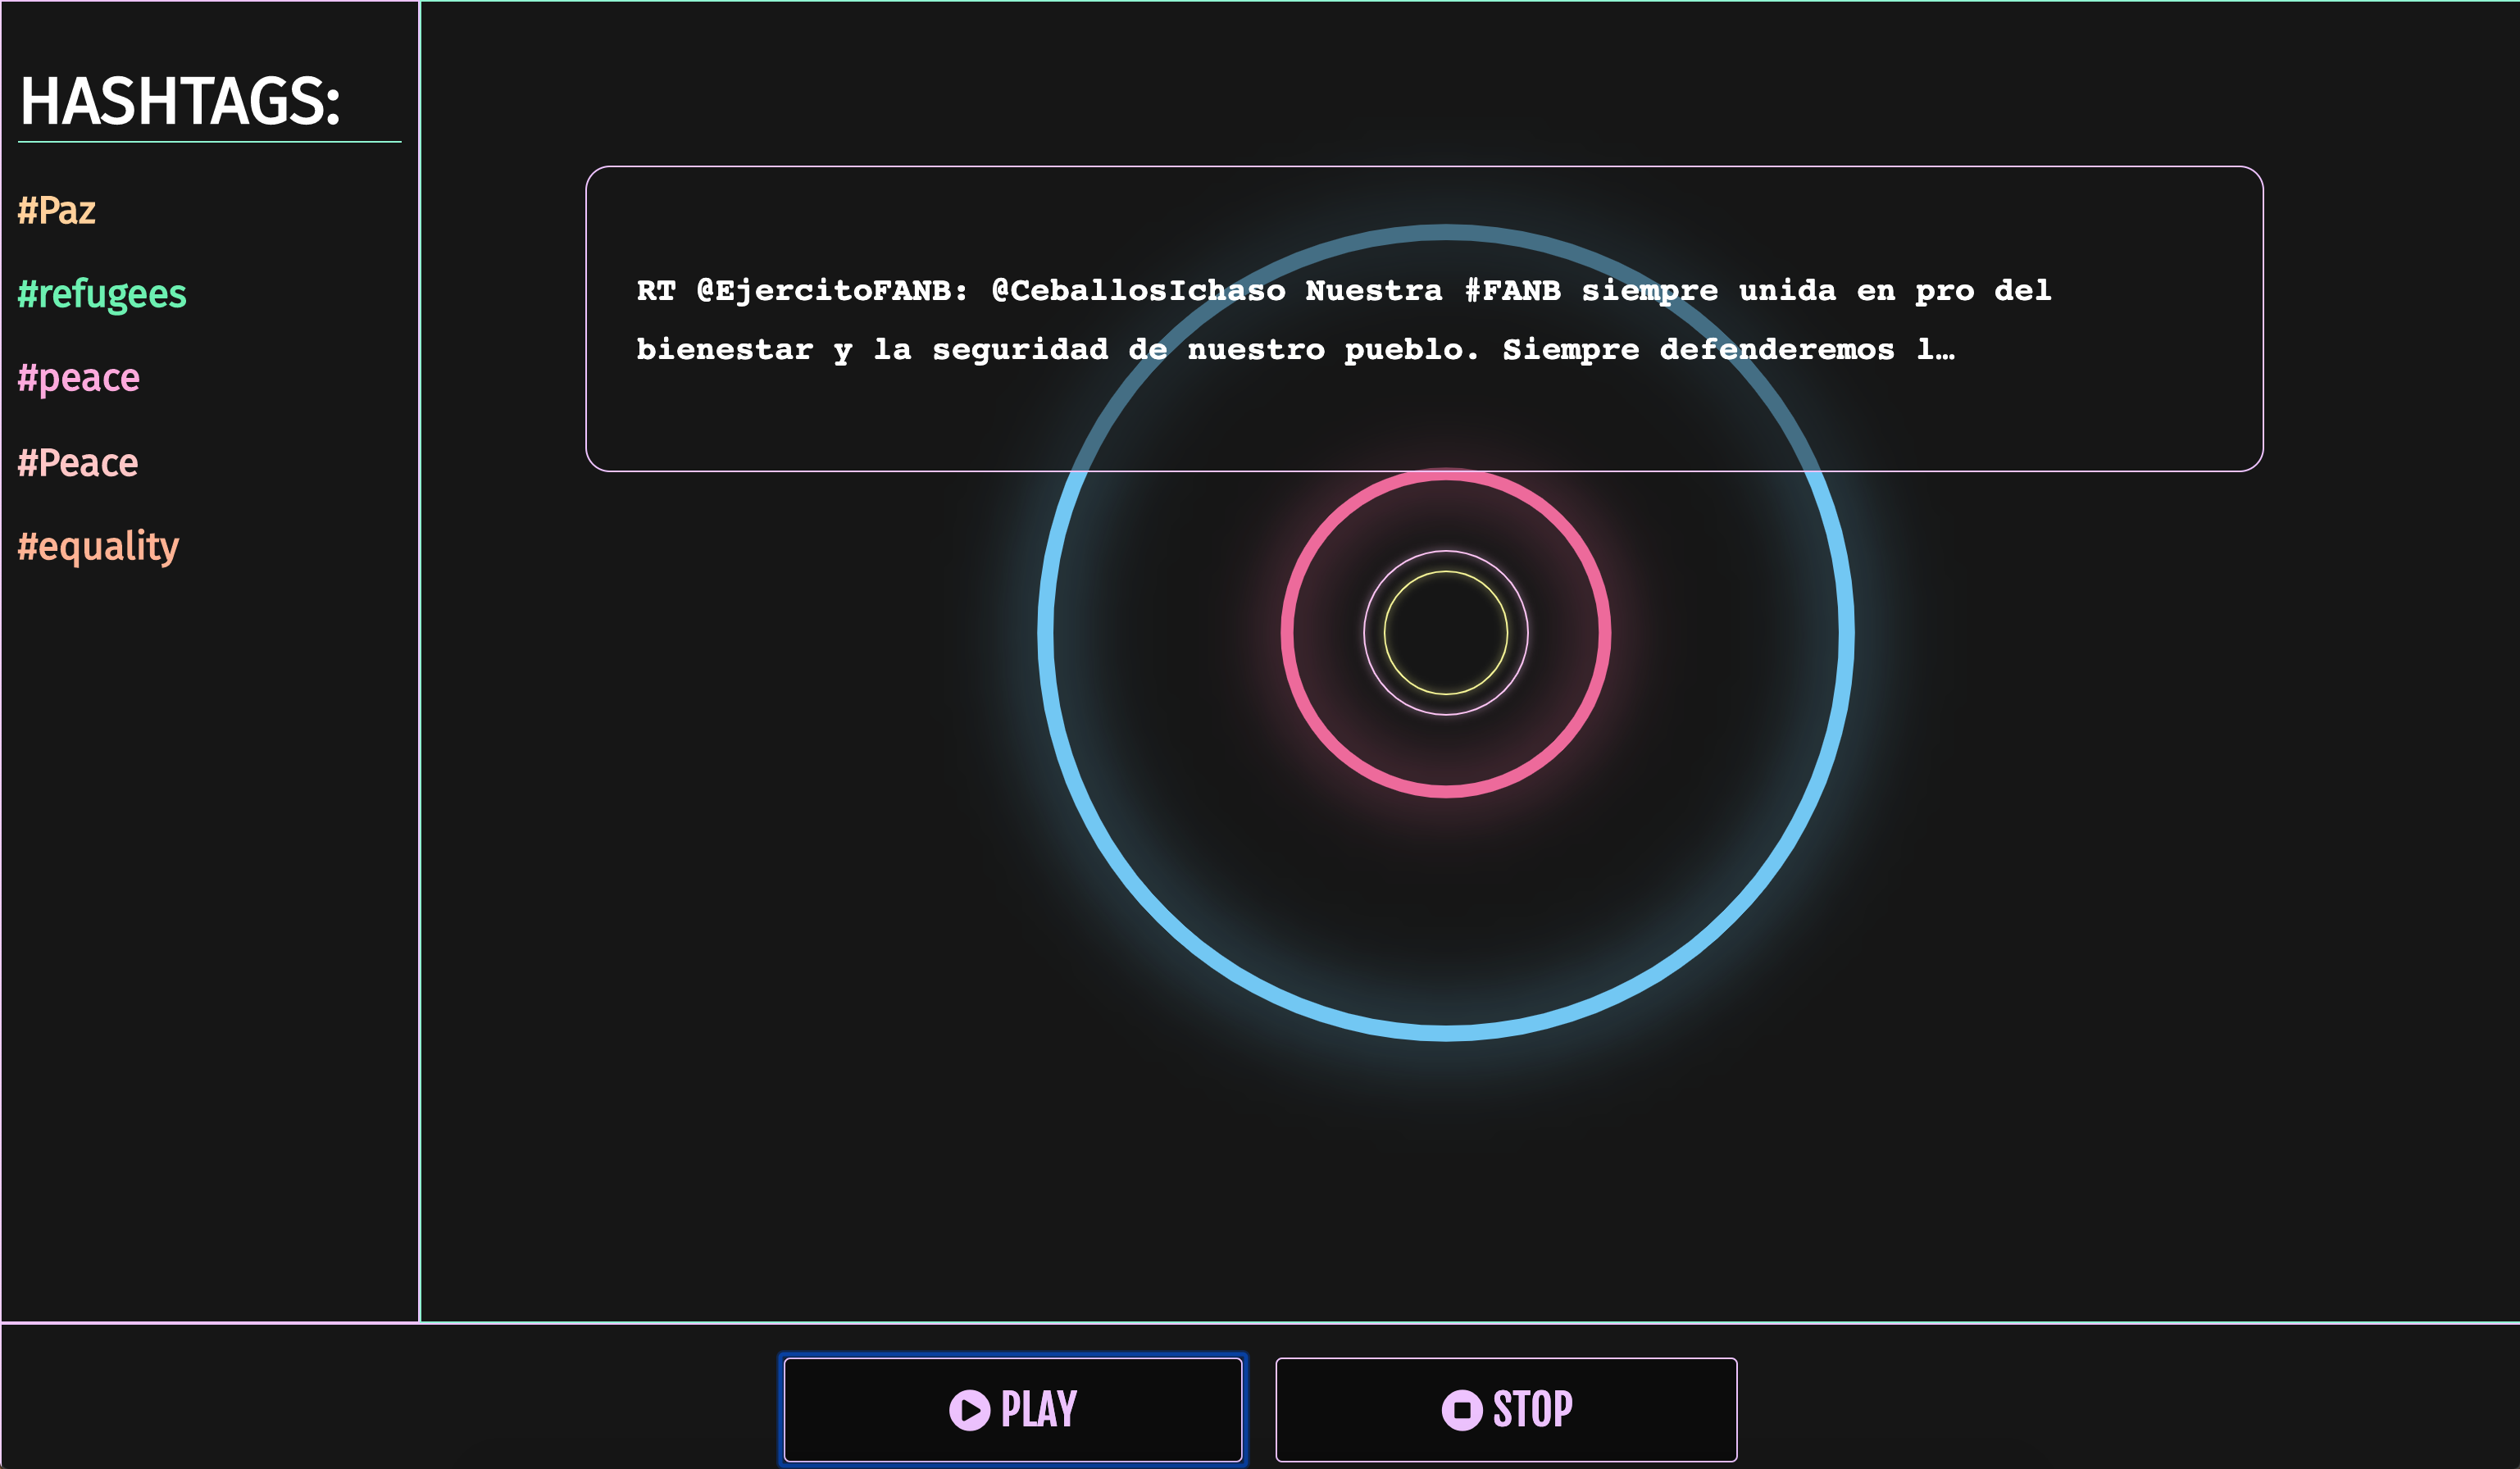 HASHTAGS:
#Paz
#refugees
#peace
#Peace
#equality
RT @EjercitoFANB: @CeballosIchaso Nuestra #FANB siempre unida en pro del
bienestar y la seguridad de nuestro pueblo. Siempre defenderemos l…
PLAY
STOP